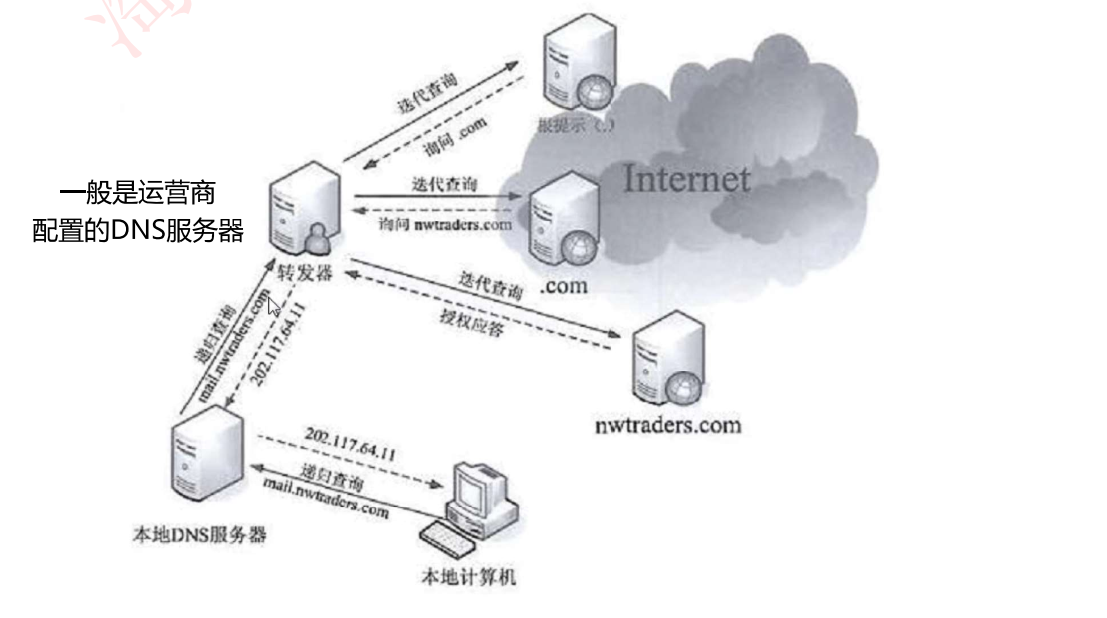 迭代查询
询问 .com
根提示（.）
一般是运营商
配置的DNS服务器
转发器
迭代查询
询问 nwtraders.com
Internet
.com
迭代查询
授权应答
nwtraders.com
递归查询
mail.nwtraders.com
202.117.64.11
202.117.64.11
递归查询
mail.nwtraders.com
本地DNS服务器
本地计算机